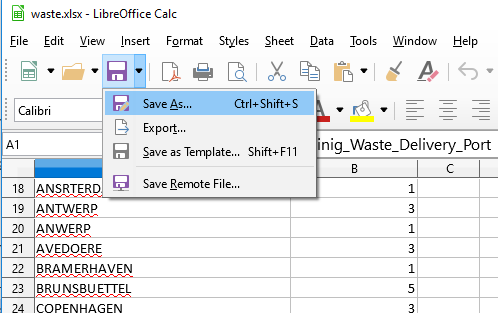 waste.xlsx - LibreOffice Calc
File Edit View Insert Format Styles Sheet Data Tools Window Help
Calibri
Save As... Ctrl+Shift+S
Export...
Save as Template... Shift+F11
Save Remote File...
A1 inig_Waste_Delivery_Port
B C
18 ANSRTERD 1
19 ANTWERP 3
20 ANWERP 1
21 AVEDOERE 3
22 BRAMERHAVEN 1
23 BRUNSBUETTEL 5
24 COPENHAGEN 3